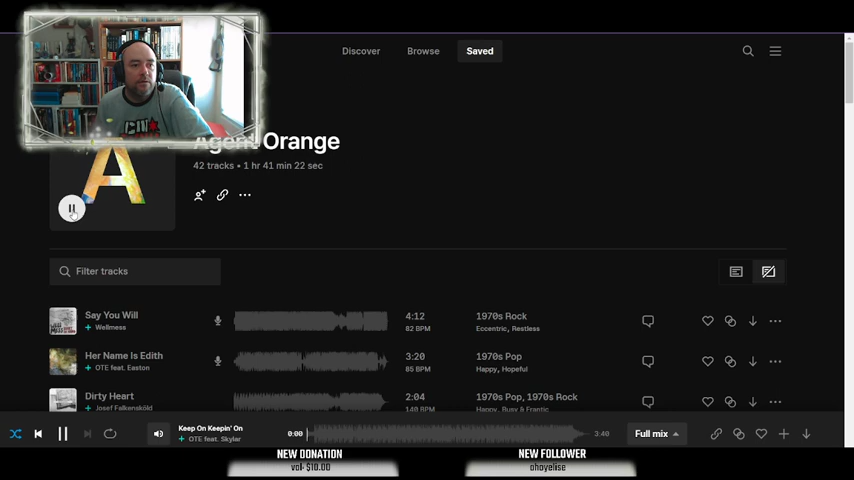 Discover Browse Saved
Agent Orange
42 tracks • 1 hr 41 min 22 sec
Filter tracks
Say You Will
+ Wellmess
4:12
82 BPM
1970s Rock
Eccentric, Restless
Her Name Is Edith
+ OTE feat. Easton
3:20
85 BPM
1970s Pop
Happy, Hopeful
Dirty Heart
+ Josef Falkensköld
2:04
140 BPM
1970s Pop, 1970s Rock
Happy, Busy & Frantic
Keep On Keepin' On
+ OTE feat. Skylar
0:00
3:40
Full mix
NEW DONATION
vol- $10.00
NEW FOLLOWER
ahoyelise